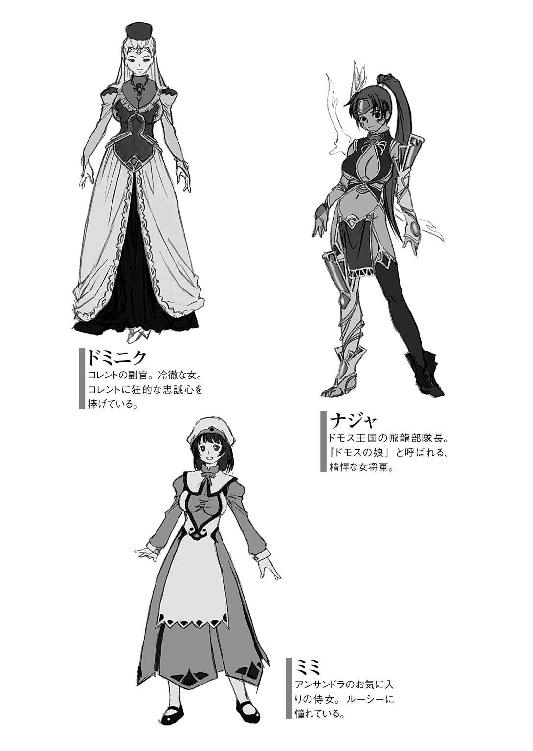 ドミニク
コレントの副官。冷徹な女。
コレントに狂的な忠誠心を
捧げている。
ナジャ
ドモス王国の飛龍部隊長。
『ドモスの娘』と呼ばれる、
精悍な女将軍。
ミミ
アンサンドラのお気に入
りの侍女。ルーシーに
憧れている。